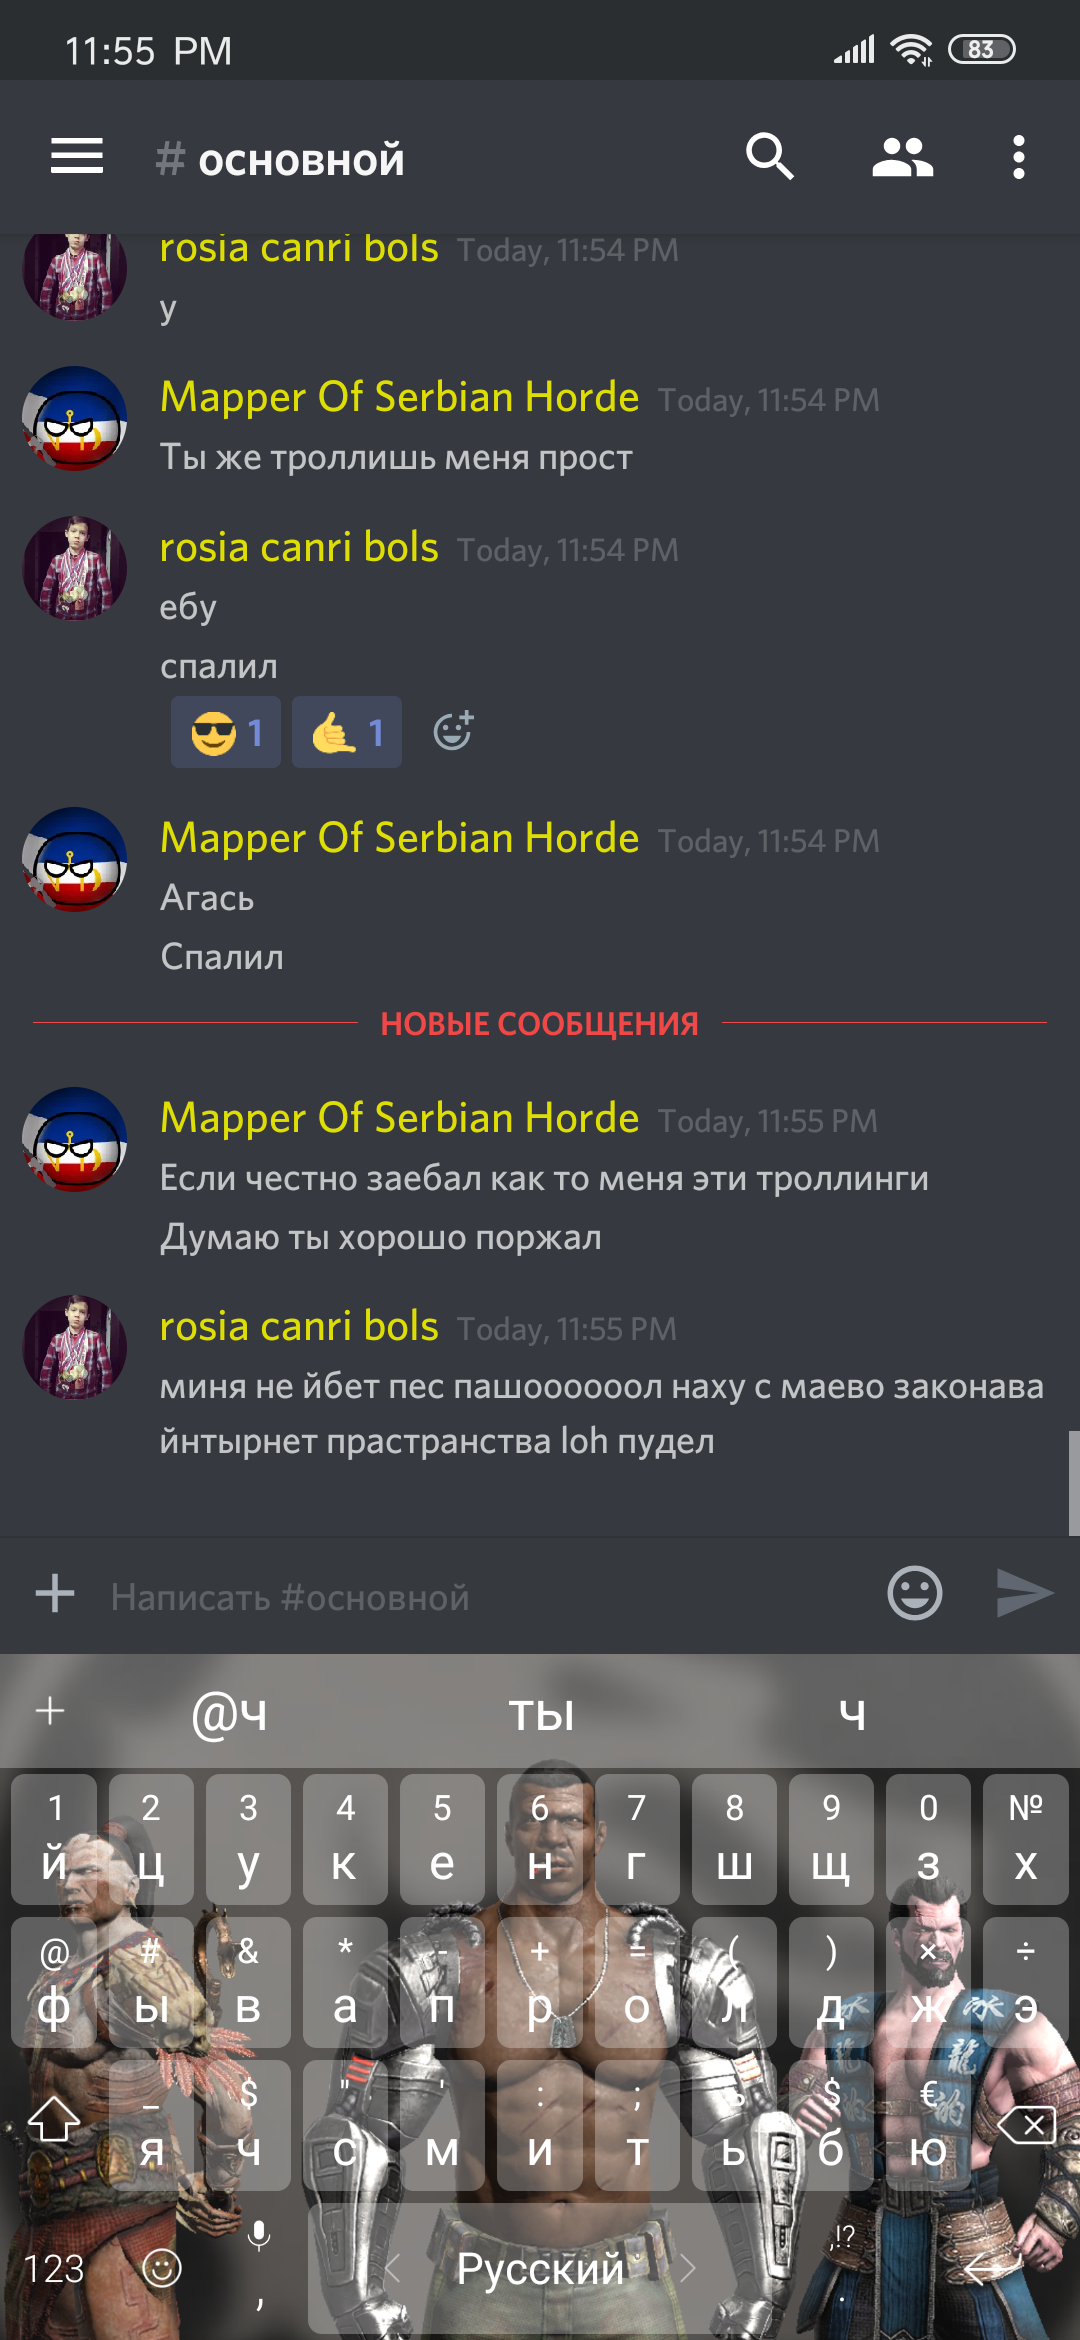 11:55 PM
83
# основной
rosia canri bols Today, 11:54 PM
у
Mapper Of Serbian Horde Today, 11:54 PM
Ты же троллишь меня прост
rosia canri bols Today, 11:54 PM
ебу
спалил
1 1
Mapper Of Serbian Horde Today, 11:54 PM
Агась
Спалил
НОВЫЕ СООБЩЕНИЯ
Mapper Of Serbian Horde Today, 11:55 PM
Если честно заебал как то меня эти троллинги
Думаю ты хорошо поржал
rosia canri bols Today, 11:55 PM
миня не йбет пес пашоооооол наху с маево законава
йнтырнет прастранства loh пудел
Написать #основной
@ч ты ч
1 2 3 4 5 6 7 8 9 0 №
й ц у к е н г ш щ з х
@ # & * - + = ( ) × ÷
ф ы в а п р о л д ж э
_ $ " ' : ; ъ $ €
я ч с м и т ь б ю
,!?
123 , Русский .